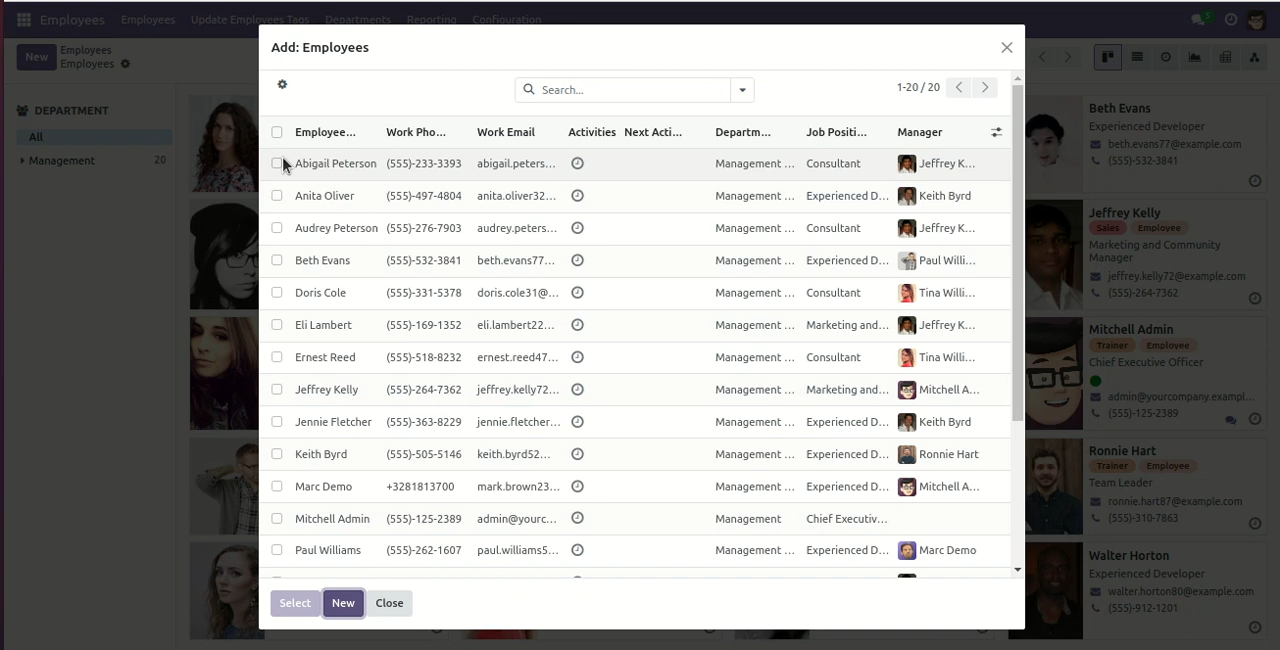 Employees Employees Update Employees Tags Departments Reporting Configuration 5
New Employees
Employees
DEPARTMENT
All
Management 20
Add: Employees
Search...
1-20 / 20
Employee... Work Pho... Work Email Activities Next Acti... Departm... Job Positi... Manager
Abigail Peterson (555)-233-3393 abigail.peters... Management ... Consultant Jeffrey K...
Anita Oliver (555)-497-4804 anita.oliver32... Management ... Experienced D... Keith Byrd
Audrey Peterson (555)-276-7903 audrey.peters... Management ... Consultant Jeffrey K...
Beth Evans (555)-532-3841 beth.evans77... Management ... Experienced D... Paul Willi...
Doris Cole (555)-331-5378 doris.cole31@... Management ... Consultant Tina Willi...
Eli Lambert (555)-169-1352 eli.lambert22... Management ... Marketing and... Jeffrey K...
Ernest Reed (555)-518-8232 ernest.reed47... Management ... Consultant Tina Willi...
Jeffrey Kelly (555)-264-7362 jeffrey.kelly72... Management ... Marketing and... Mitchell A...
Jennie Fletcher (555)-363-8229 jennie.fletcher... Management ... Experienced D... Keith Byrd
Keith Byrd (555)-505-5146 keith.byrd52... Management ... Experienced D... Ronnie Hart
Marc Demo +3281813700 mark.brown23... Management ... Experienced D... Mitchell A...
Mitchell Admin (555)-125-2389 admin@yourc... Management Chief Executiv...
Paul Williams (555)-262-1607 paul.williams5... Management ... Experienced D... Marc Demo
Select New Close
Beth Evans
Experienced Developer
beth.evans77@example.com
(555)-532-3841
Jeffrey Kelly
Sales Employee
Marketing and Community
Manager
jeffrey.kelly72@example.com
(555)-264-7362
Mitchell Admin
Trainer Employee
Chief Executive Officer
admin@yourcompany.exampl...
(555)-125-2389
Ronnie Hart
Trainer Employee
Team Leader
ronnie.hart87@example.com
(555)-310-7863
Walter Horton
Experienced Developer
walter.horton80@example.com
(555)-912-1201